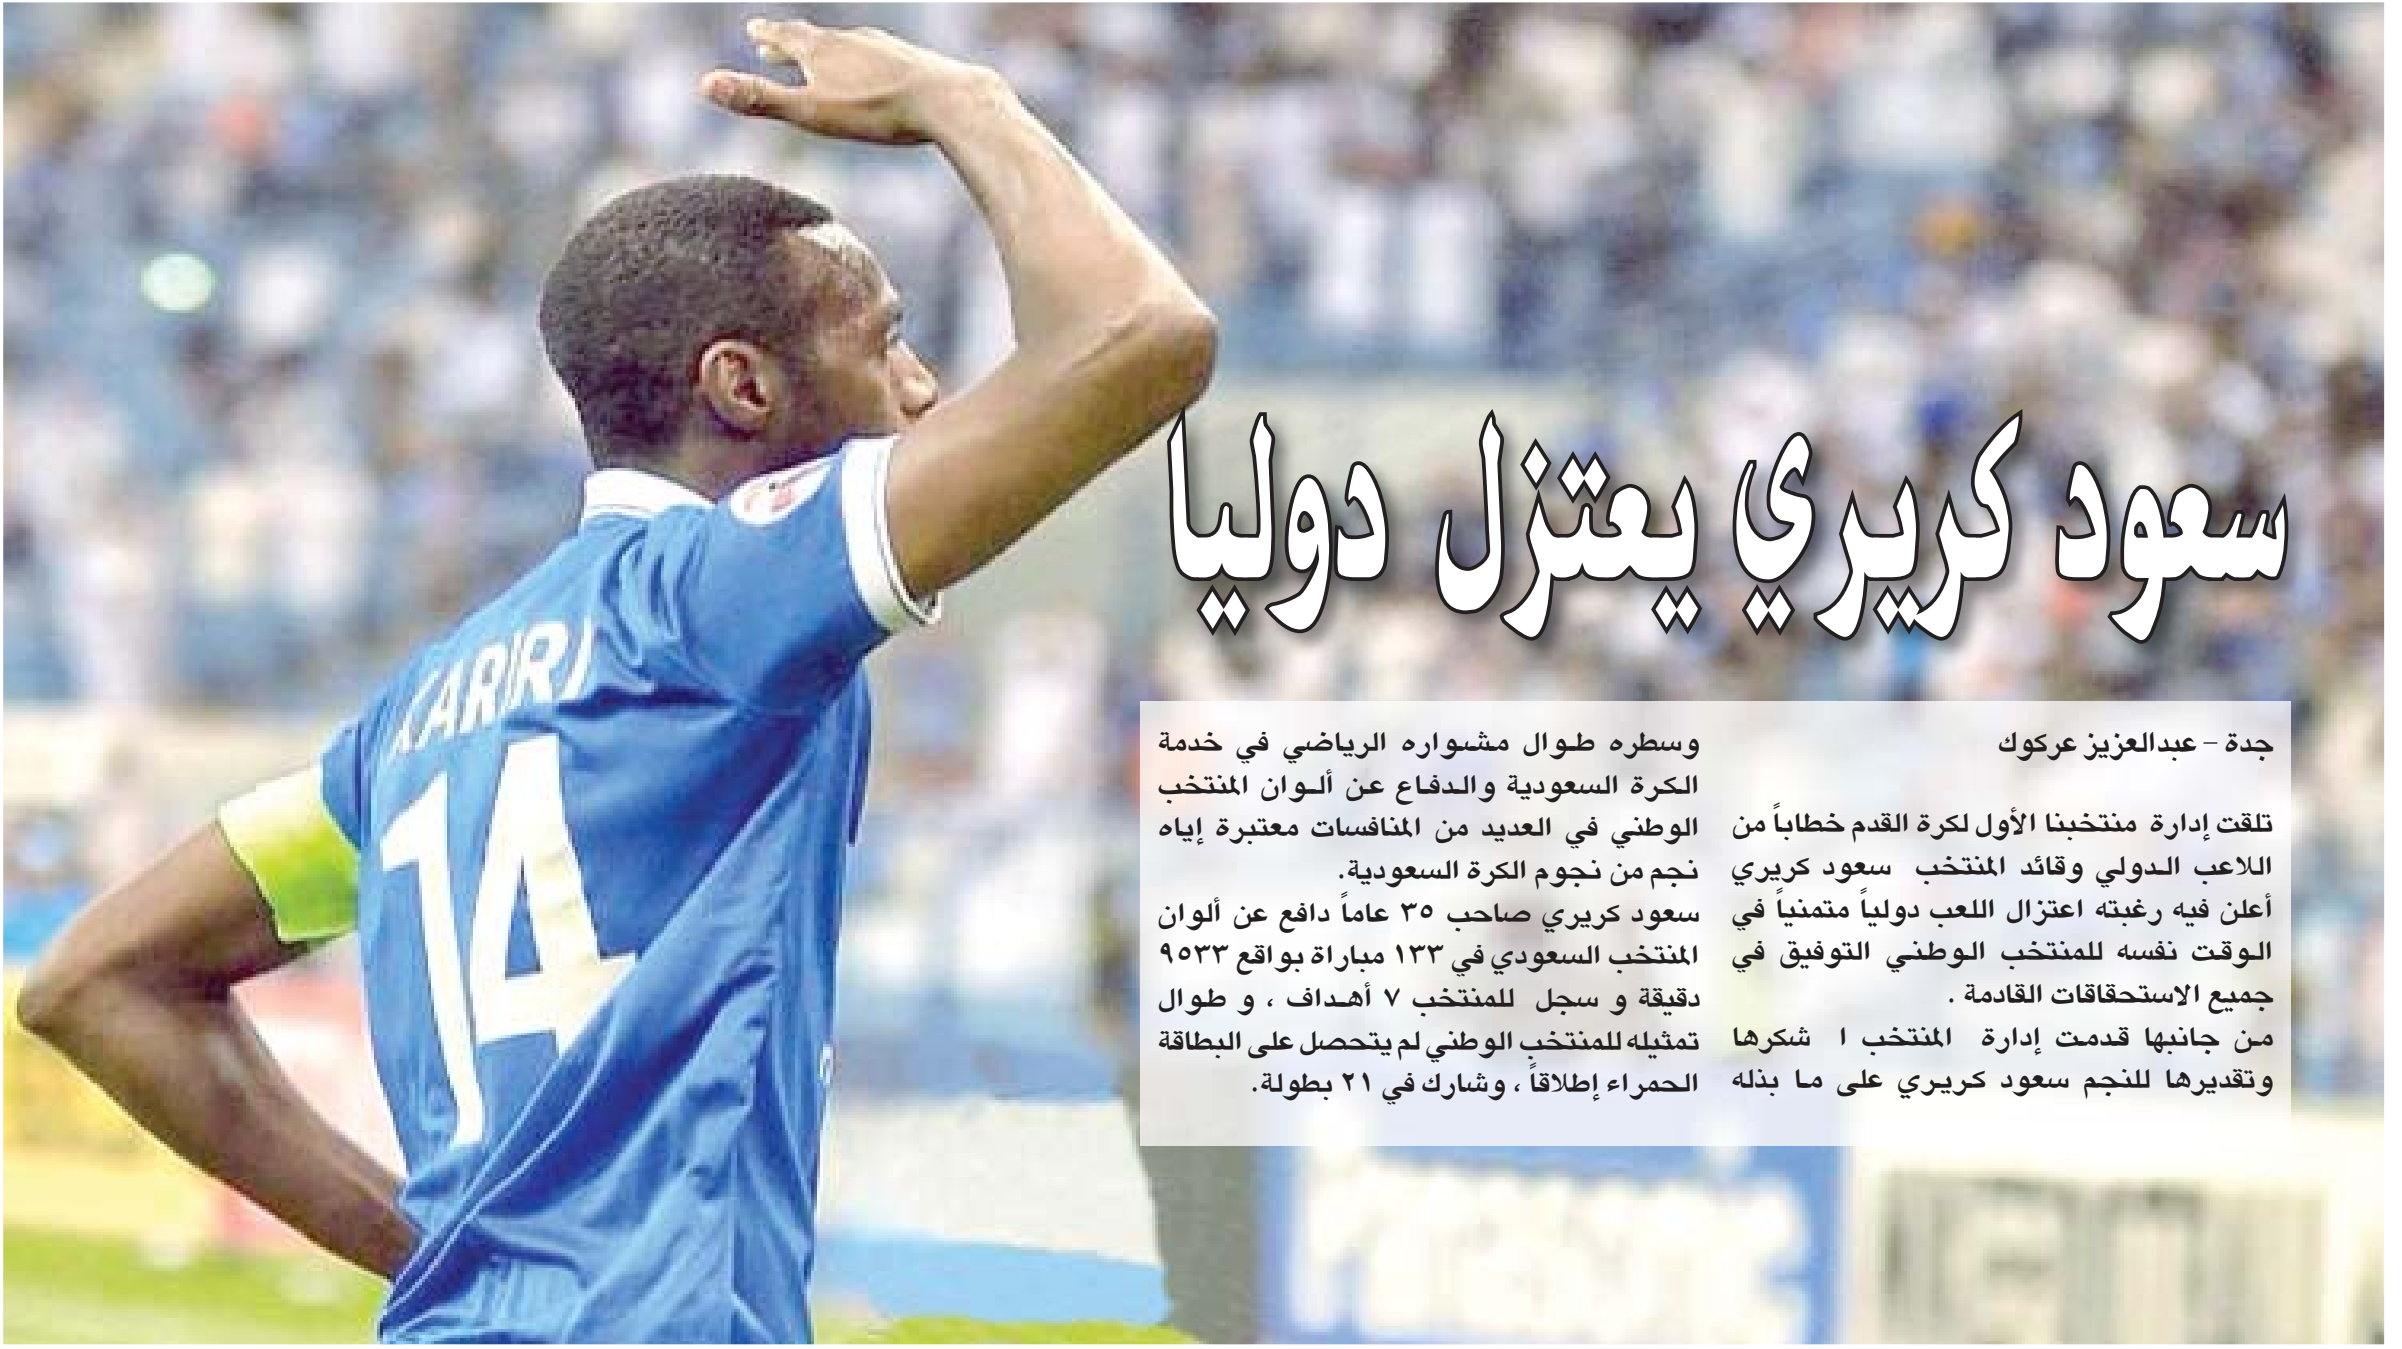 سعود كريري يعتزل دوليا
جدة - عبدالعزيز عركوك
تلقت إدارة منتخبنا الأول لكرة القدم خطاباً من
اللاعب الدولي وقائد المنتخب سعود كريري
أعلن فيه رغبته اعتزال اللعب دولياً متمنياً في
الوقت نفسه للمنتخب الوطني التوفيق في
جميع الاستحقاقات القادمة .
من جانبها قدمت إدارة المنتخب ا شكرها
وتقديرها للنجم سعود كريري على ما بذله
وسطره طوال مشواره الرياضي في خدمة
الكرة السعودية والدفاع عن ألوان المنتخب
الوطني في العديد من المنافسات معتبرة إياه
نجم من نجوم الكرة السعودية.
سعود كريري صاحب ٣٥ عاماً دافع عن ألوان
المنتخب السعودي في ١٣٣ مباراة بواقع ٩٥٣٣
دقيقة و سجل للمنتخب ٧ أهداف ، و طوال
تمثيله للمنتخب الوطني لم يتحصل على البطاقة
الحمراء إطلاقاً ، وشارك في ٢١ بطولة.
KARIRI
14